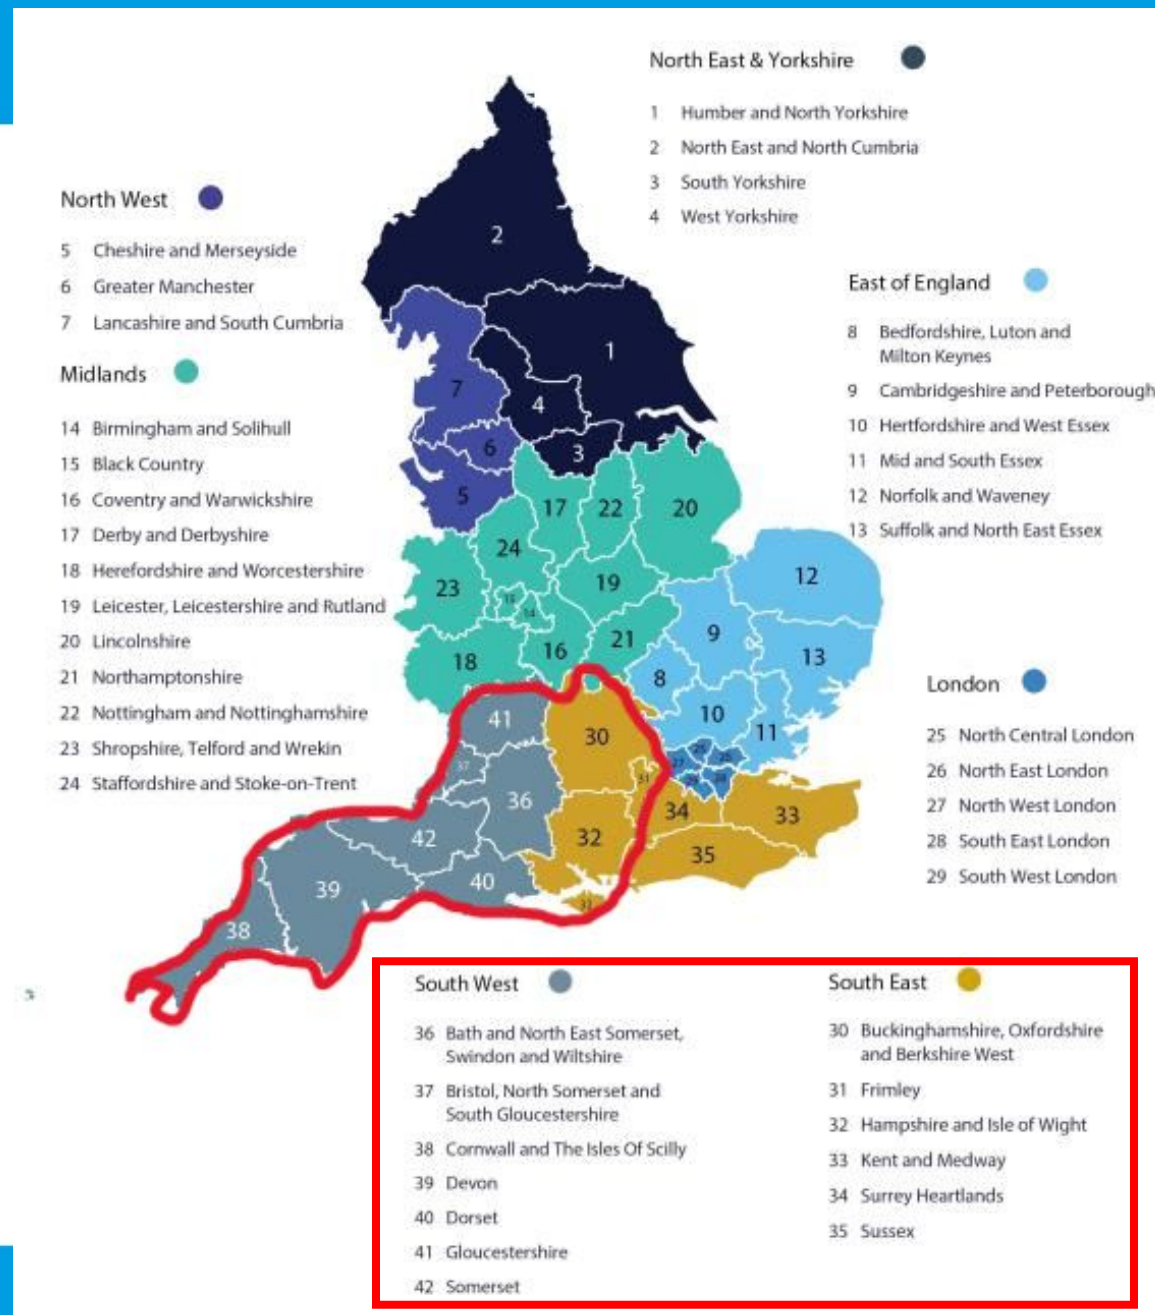 North East & Yorkshire
1 Humber and North Yorkshire
2 North East and North Cumbria
3 South Yorkshire
4 West Yorkshire
North West
5 Cheshire and Merseyside
6 Greater Manchester
7 Lancashire and South Cumbria
Midlands
14 Birmingham and Solihull
15 Black Country
16 Coventry and Warwickshire
17 Derby and Derbyshire
18 Herefordshire and Worcestershire
19 Leicester, Leicestershire and Rutland
20 Lincolnshire
21 Northamptonshire
22 Nottingham and Nottinghamshire
23 Shropshire, Telford and Wrekin
24 Staffordshire and Stoke-on-Trent
East of England
8 Bedfordshire, Luton and
Milton Keynes
9 Cambridgeshire and Peterborough
10 Hertfordshire and West Essex
11 Mid and South Essex
12 Norfolk and Waveney
13 Suffolk and North East Essex
London
25 North Central London
26 North East London
27 North West London
28 South East London
29 South West London
2
1
7
4
6
3
5
17
22
20
24
23
19
15
14
12
18
16
21
9
13
8
41
30
10
11
37
36
31
27
34
33
42
32
35
39
40
38
South West
36 Bath and North East Somerset,
Swindon and Wiltshire
37 Bristol, North Somerset and
South Gloucestershire
38 Cornwall and The Isles Of Scilly
39 Devon
40 Dorset
41 Gloucestershire
42 Somerset
South East
30 Buckinghamshire, Oxfordshire
and Berkshire West
31 Frimley
32 Hampshire and Isle of Wight
33 Kent and Medway
34 Surrey Heartlands
35 Sussex